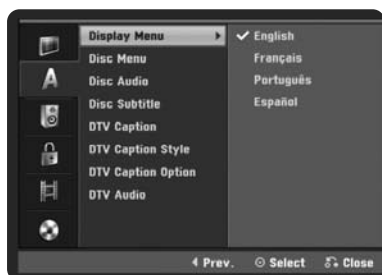 Display Menu
English
Disc Menu
Français
Disc Audio
Português
Disc Subtitle
Español
DTV Caption
DTV Caption Style
DTV Caption Option
DTV Audio
Prev.
Select
Close